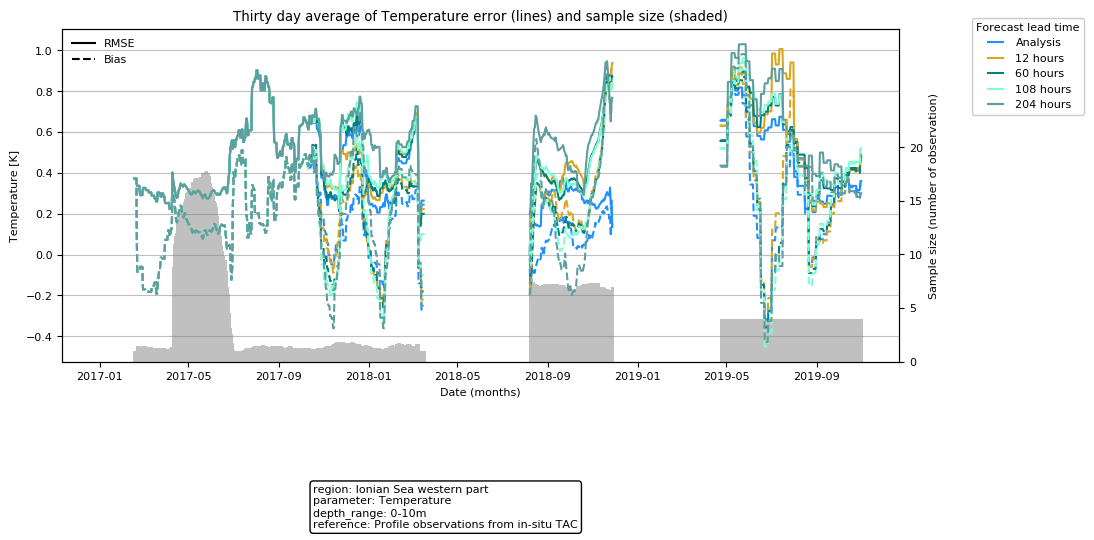 Thirty day average of Temperature error (lines) and sample size (shaded)
RMSE
Bias
Forecast lead time
Analysis
12 hours
60 hours
108 hours
204 hours
Temperature [K]
1.0
0.8
0.6
0.4
0.2
0.0
−0.2
−0.4
Sample size (number of observation)
20
15
10
5
0
2017-01
2017-05
2017-09
2018-01
2018-05
2018-09
2019-01
2019-05
2019-09
Date (months)
region: Ionian Sea western part
parameter: Temperature
depth_range: 0-10m
reference: Profile observations from in-situ TAC